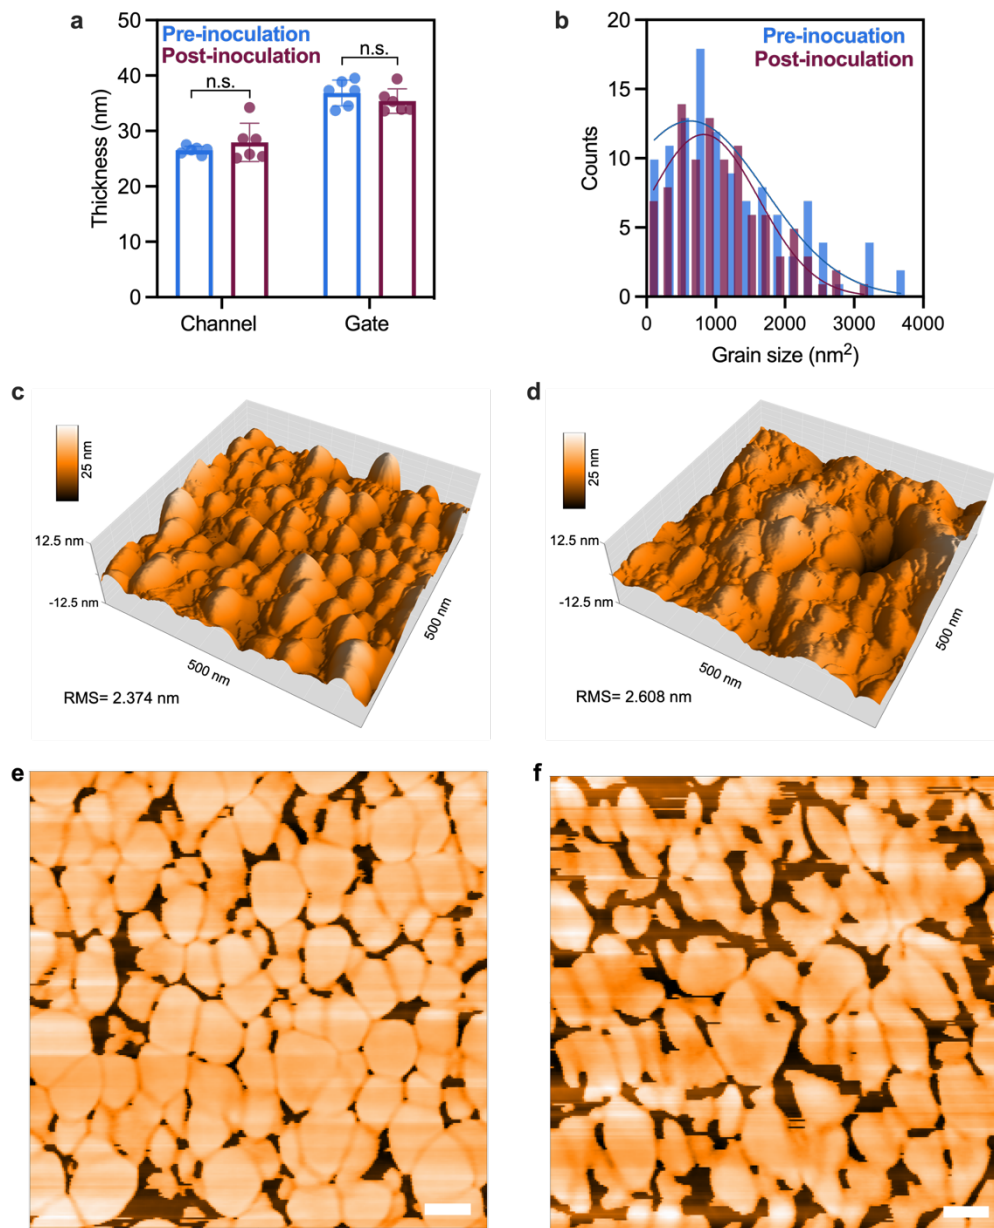 a
50
40
30
20
10
0
Thickness (nm)
Pre-inoculation
Post-inoculation
n.s.
n.s.
Channel
Gate
b
20
15
10
5
0
Counts
Pre-inocuation
Post-inoculation
0
1000
2000
3000
4000
Grain size (nm²)
c
25 nm
12.5 nm
-12.5 nm
500 nm
500 nm
RMS= 2.374 nm
d
25 nm
12.5 nm
-12.5 nm
500 nm
500 nm
RMS= 2.608 nm
e
f